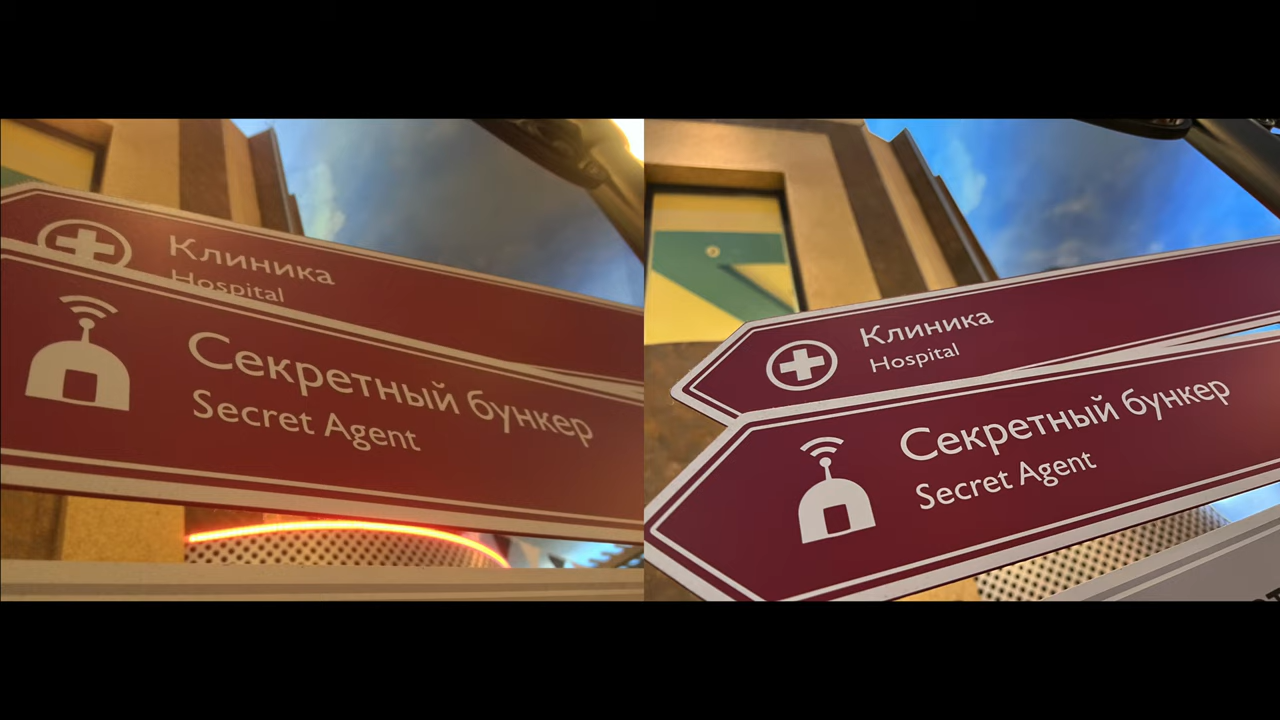 Клиника
Hospital
Секретный бункер
Secret Agent
Клиника
Hospital
Секретный бункер
Secret Agent